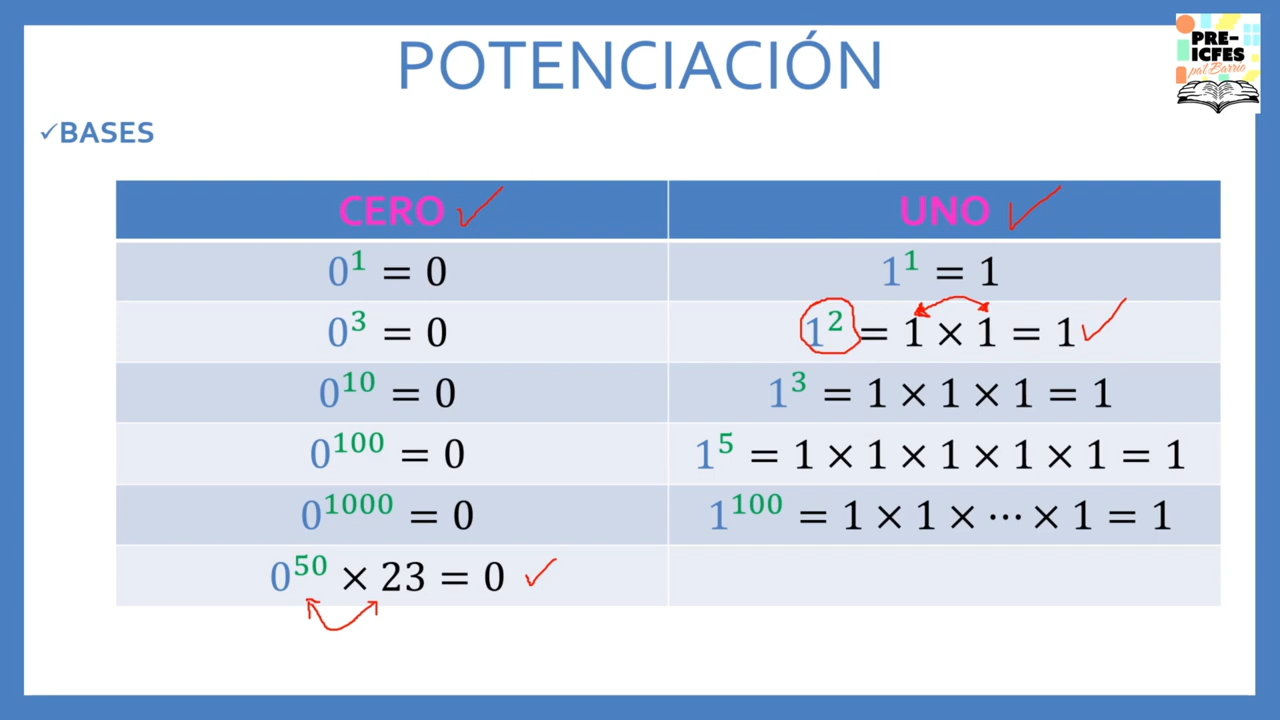 POTENCIACIÓN
PRE-
ICFES
pal Barrio
✓BASES
CERO ✓ UNO ✓
0¹ = 0 1¹ = 1
0³ = 0 1² = 1 × 1 = 1 ✓
0¹⁰ = 0 1³ = 1 × 1 × 1 = 1
0¹⁰⁰ = 0 1⁵ = 1 × 1 × 1 × 1 × 1 = 1
0¹⁰⁰⁰ = 0 1¹⁰⁰ = 1 × 1 × ⋯ × 1 = 1
0⁵⁰ × 23 = 0 ✓